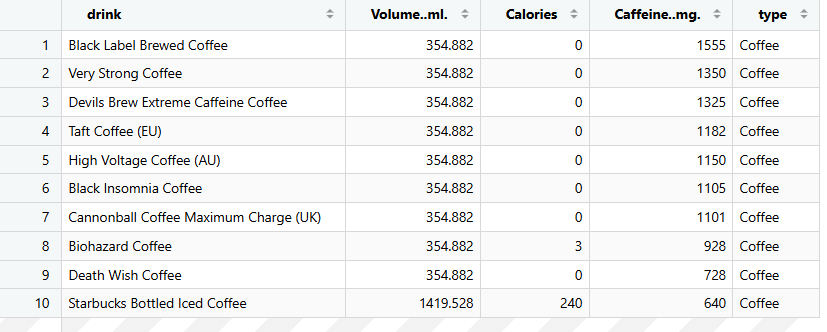 drink Volume..ml. Calories Caffeine..mg. type
1 Black Label Brewed Coffee 354.882 0 1555 Coffee
2 Very Strong Coffee 354.882 0 1350 Coffee
3 Devils Brew Extreme Caffeine Coffee 354.882 0 1325 Coffee
4 Taft Coffee (EU) 354.882 0 1182 Coffee
5 High Voltage Coffee (AU) 354.882 0 1150 Coffee
6 Black Insomnia Coffee 354.882 0 1105 Coffee
7 Cannonball Coffee Maximum Charge (UK) 354.882 0 1101 Coffee
8 Biohazard Coffee 354.882 3 928 Coffee
9 Death Wish Coffee 354.882 0 728 Coffee
10 Starbucks Bottled Iced Coffee 1419.528 240 640 Coffee